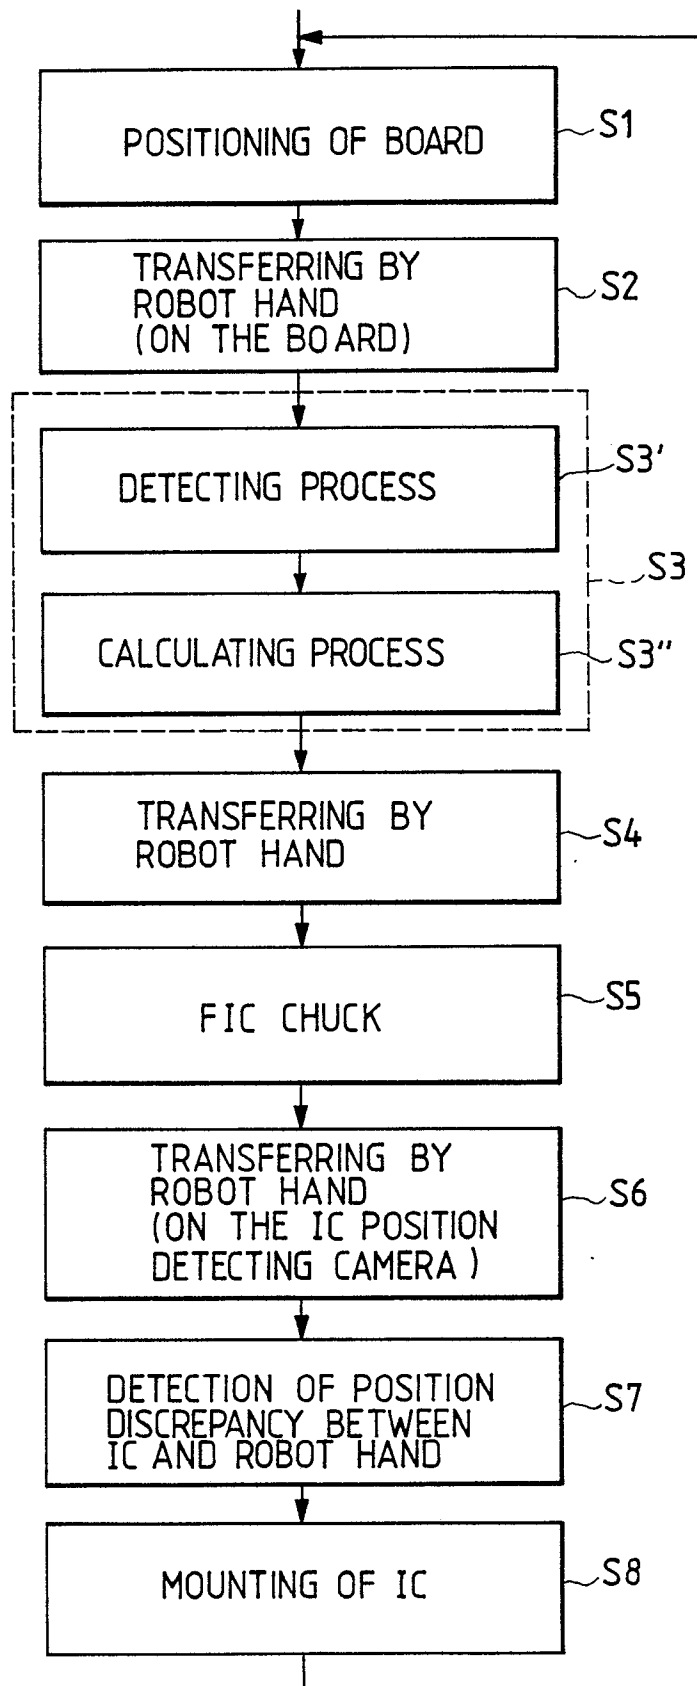 POSITIONING OF BOARD
S1
TRANSFERRING BY
ROBOT HAND
(ON THE BOARD)
S2
DETECTING PROCESS
S3'
S3
CALCULATING PROCESS
S3"
TRANSFERRING BY
ROBOT HAND
S4
FIC CHUCK
S5
TRANSFERRING BY
ROBOT HAND
(ON THE IC POSITION
DETECTING CAMERA)
S6
DETECTION OF POSITION
DISCREPANCY BETWEEN
IC AND ROBOT HAND
S7
MOUNTING OF IC
S8